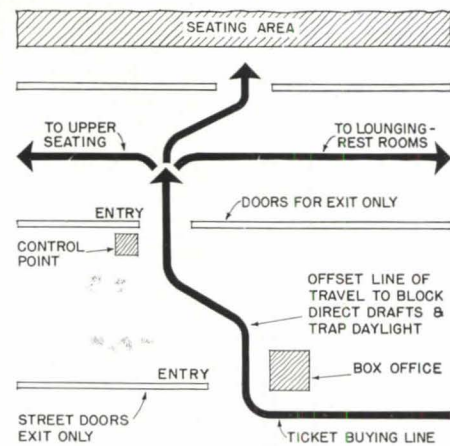 SEATING AREA
TO UPPER
SEATING
TO LOUNGING-
REST ROOMS
ENTRY
DOORS FOR EXIT ONLY
CONTROL
POINT
OFFSET LINE OF
TRAVEL TO BLOCK
DIRECT DRAFTS &
TRAP DAYLIGHT
ENTRY
BOX OFFICE
STREET DOORS
EXIT ONLY
TICKET BUYING LINE